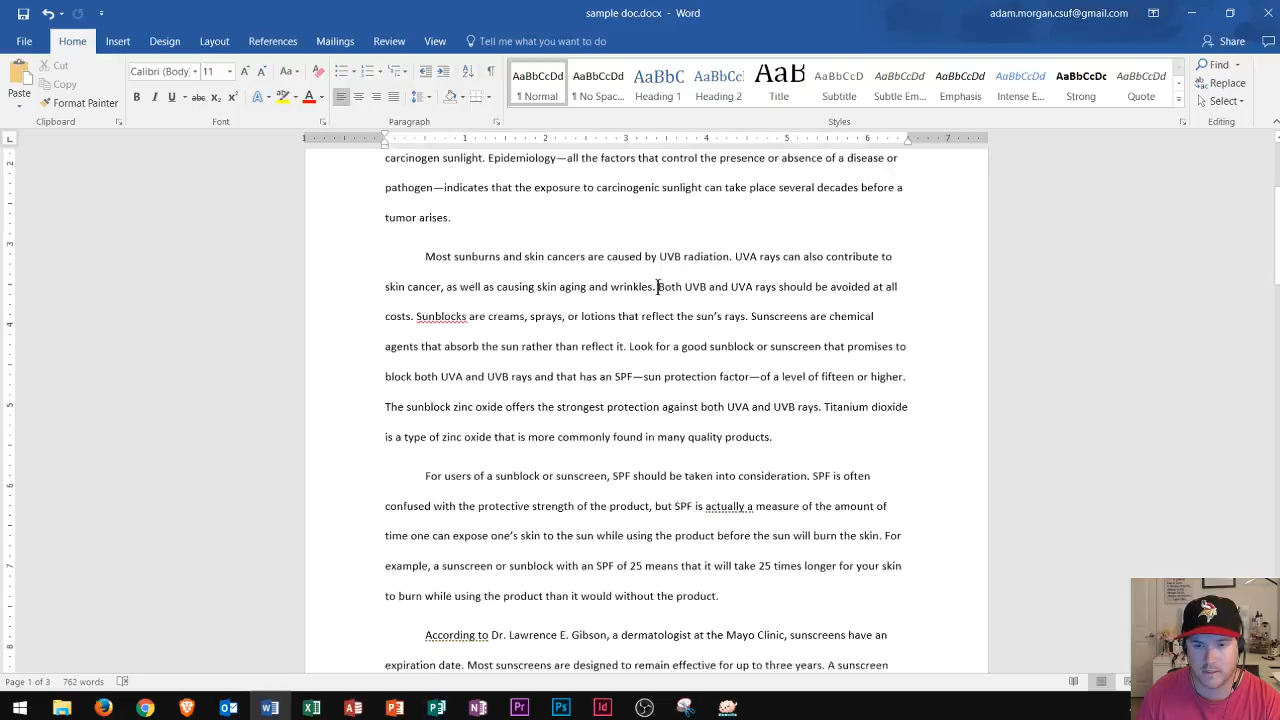 sample doc.docx - Word
adam.morgan.csuf@gmail.com
File Home Insert Draw Design Layout References Mailings Review View Tell me what you want to do
Share
Paste
Cut
Copy
Format Painter
Clipboard
Calibri (Body) 11
Font
Paragraph
AaBbCcDd AaBbCcDd AaBbC AaBbCc AaB AaBbCcD AaBbCcDd AaBbCcDd AaBbCcDd AaBbCcDc AaBbCcDd
¶ Normal ¶ No Spac... Heading 1 Heading 2 Title Subtitle Subtle Em... Emphasis Intense E... Strong Quote
Styles
Find
Replace
Select
Editing
1 1 2 3 4 5 6 7
carcinogen sunlight. Epidemiology—all the factors that control the presence or absence of a disease or
pathogen—indicates that the exposure to carcinogenic sunlight can take place several decades before a
tumor arises.
Most sunburns and skin cancers are caused by UVB radiation. UVA rays can also contribute to
skin cancer, as well as causing skin aging and wrinkles. Both UVB and UVA rays should be avoided at all
costs. Sunblocks are creams, sprays, or lotions that reflect the sun's rays. Sunscreens are chemical
agents that absorb the sun rather than reflect it. Look for a good sunblock or sunscreen that promises to
block both UVA and UVB rays and that has an SPF—sun protection factor—of a level of fifteen or higher.
The sunblock zinc oxide offers the strongest protection against both UVA and UVB rays. Titanium dioxide
is a type of zinc oxide that is more commonly found in many quality products.
For users of a sunblock or sunscreen, SPF should be taken into consideration. SPF is often
confused with the protective strength of the product, but SPF is actually a measure of the amount of
time one can expose one's skin to the sun while using the product before the sun will burn the skin. For
example, a sunscreen or sunblock with an SPF of 25 means that it will take 25 times longer for your skin
to burn while using the product than it would without the product.
According to Dr. Lawrence E. Gibson, a dermatologist at the Mayo Clinic, sunscreens have an
expiration date. Most sunscreens are designed to remain effective for up to three years. A sunscreen
Page 1 of 3 762 words